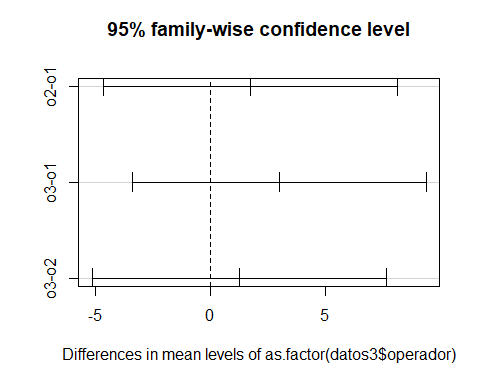 95% family-wise confidence level
o2-o1
o3-o1
o3-o2
-5 0 5
Differences in mean levels of as.factor(datos3$operador)